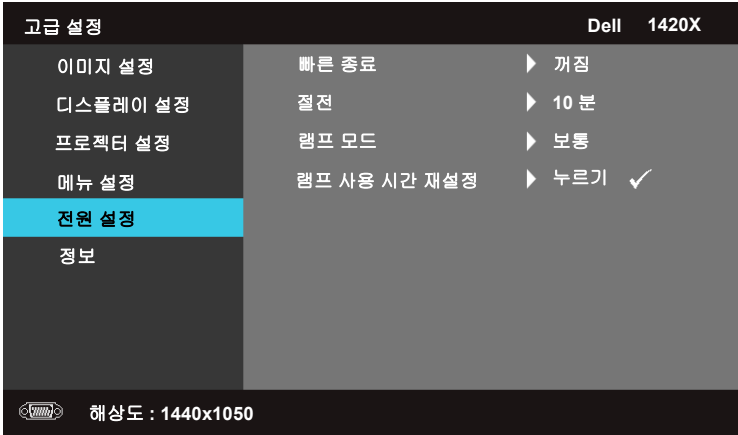 고급 설정 Dell 1420X
이미지 설정 빠른 종료 꺼짐
디스플레이 설정 절전 10 분
프로젝터 설정 램프 모드 보통
메뉴 설정 램프 사용 시간 재설정 누르기
전원 설정
정보
해상도 : 1440x1050